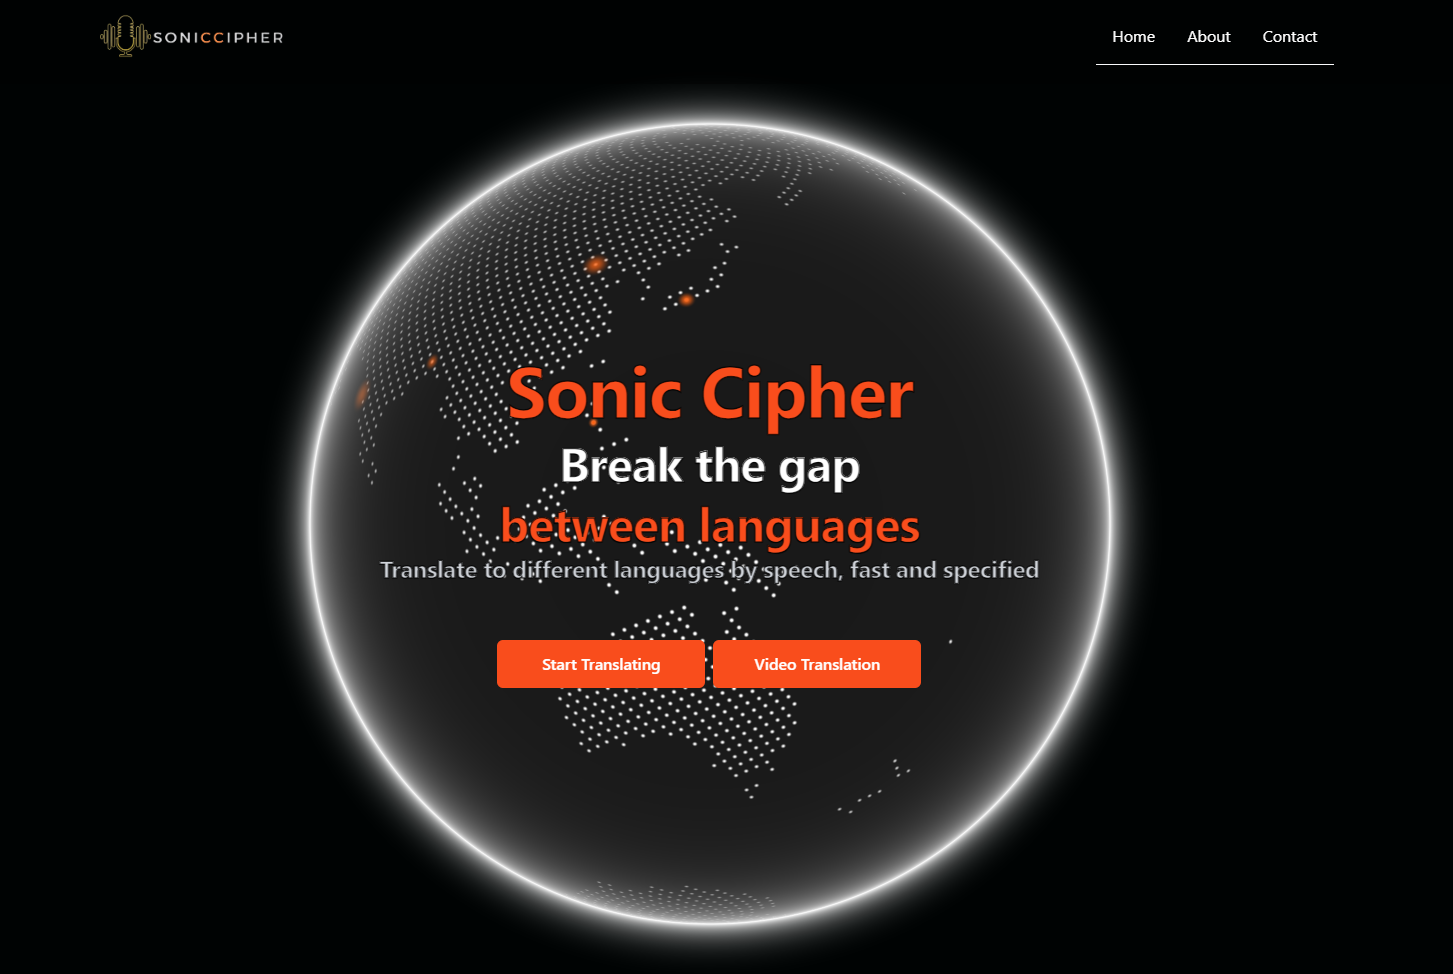 SONICCIPHER
Home About Contact
Sonic Cipher
Break the gap
between languages
Translate to different languages by speech, fast and specified
Start Translating Video Translation